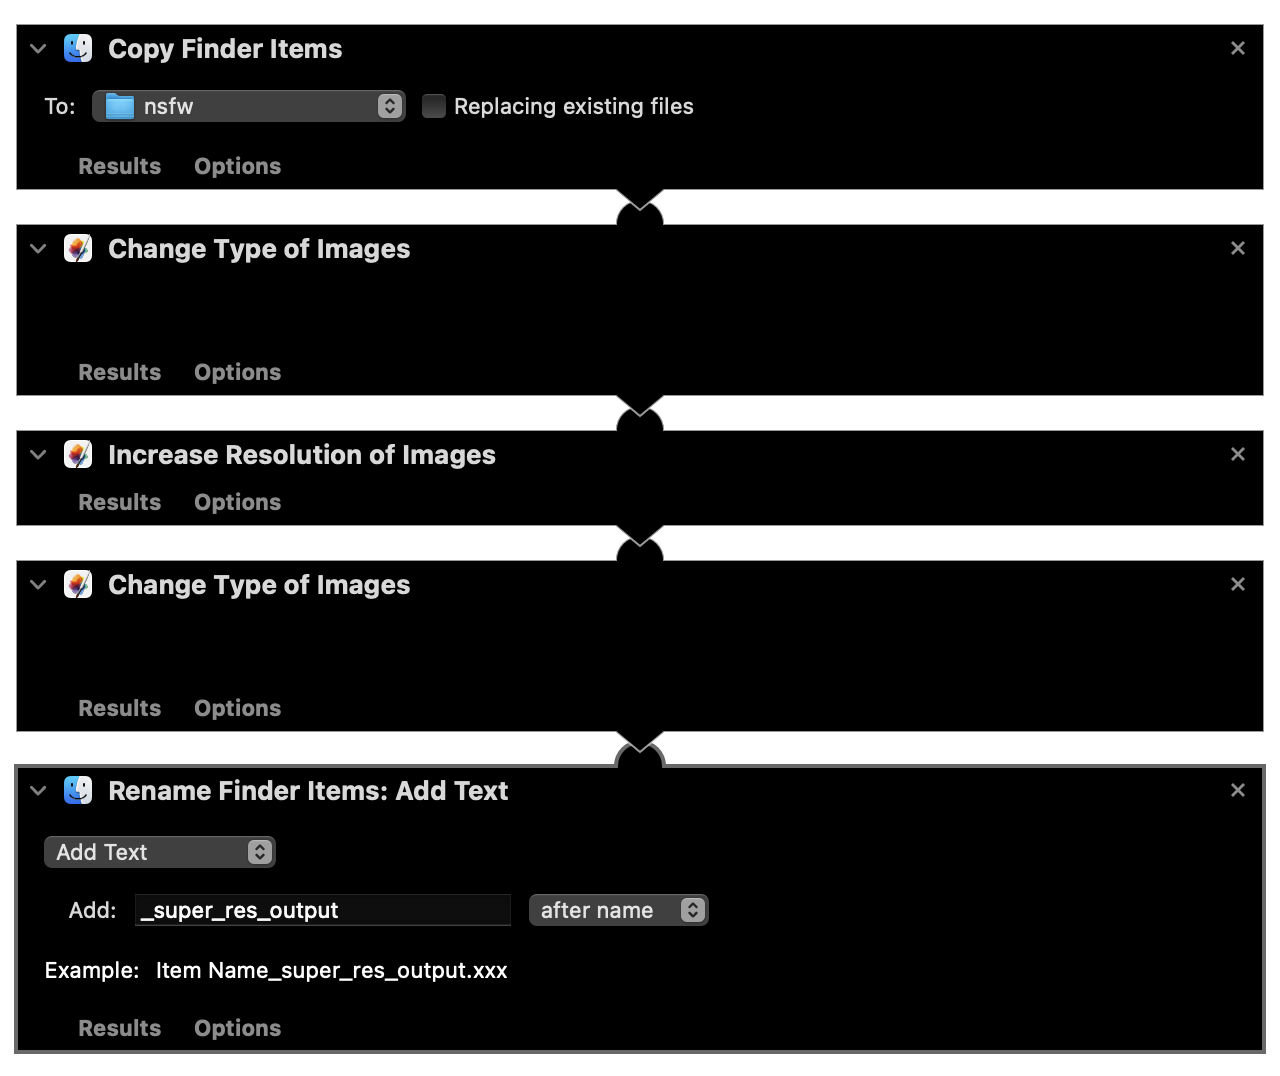 Copy Finder Items
To: nsfw Replacing existing files
Results Options
Change Type of Images
Results Options
Increase Resolution of Images
Results Options
Change Type of Images
Results Options
Rename Finder Items: Add Text
Add Text
Add: _super_res_output after name
Example: Item Name_super_res_output.xxx
Results Options